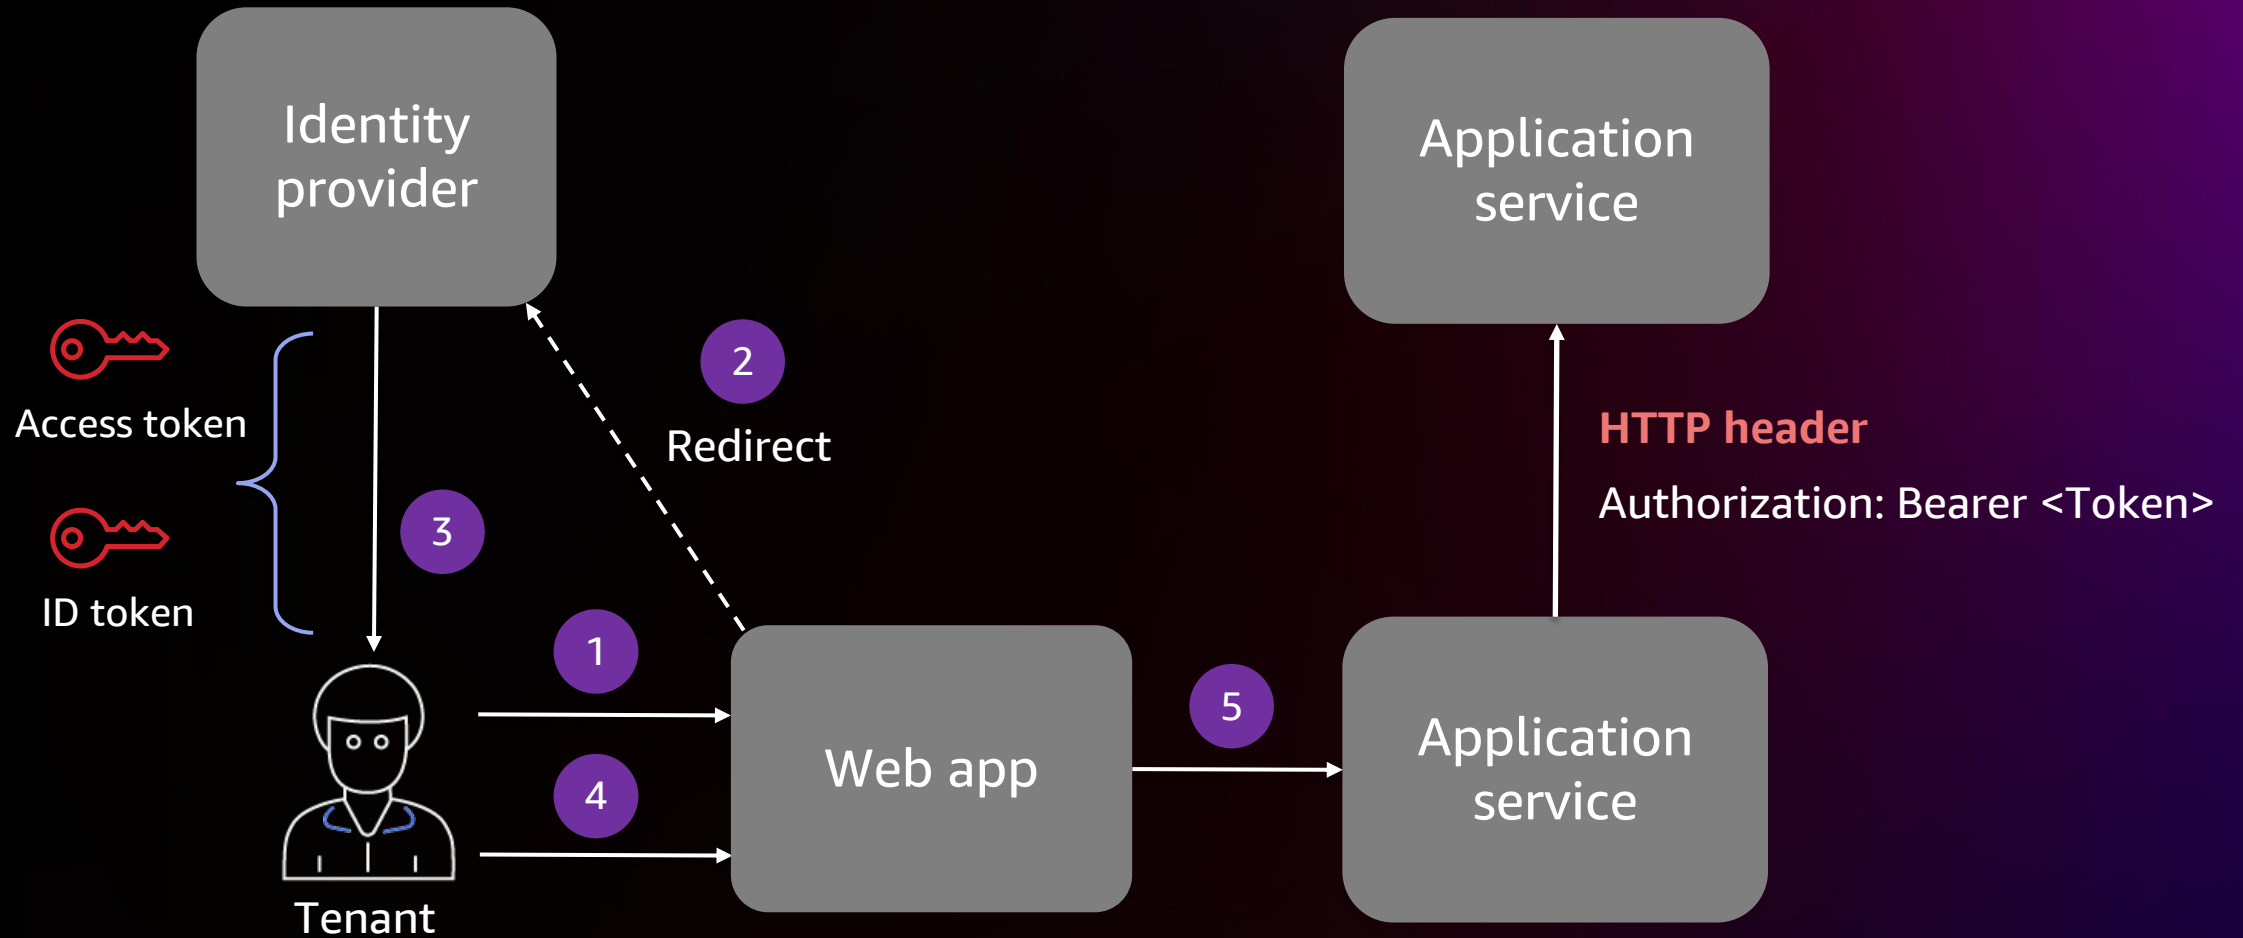 Identity
provider
Application
service
Access token
ID token
2
Redirect
3
HTTP header
Authorization: Bearer <Token>
1
4
Tenant
Web app
5
Application
service